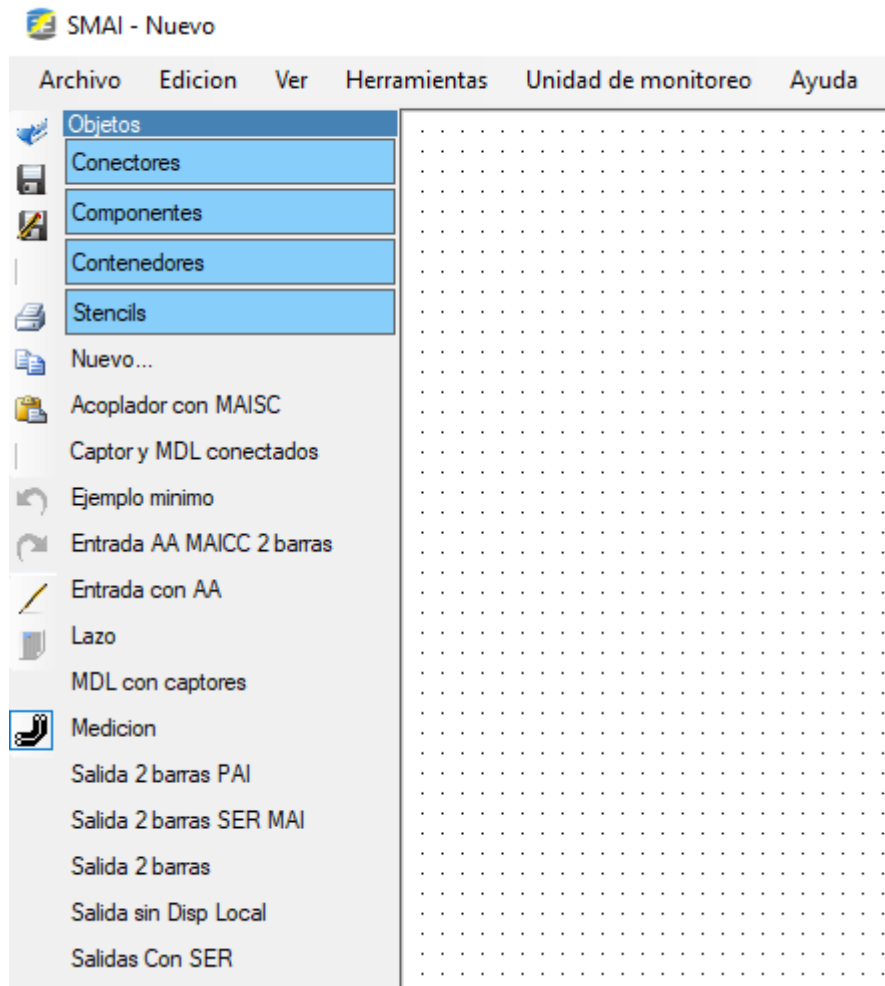 SMAI - Nuevo
Archivo Edicion Ver Herramientas Unidad de monitoreo Ayuda
Objetos
Conectores
Componentes
Contenedores
Stencils
Nuevo...
Acoplador con MAISC
Captor y MDL conectados
Ejemplo minimo
Entrada AA MAICC 2 barras
Entrada con AA
Lazo
MDL con captores
Medicion
Salida 2 barras PAI
Salida 2 barras SER MAI
Salida 2 barras
Salida sin Disp Local
Salidas Con SER